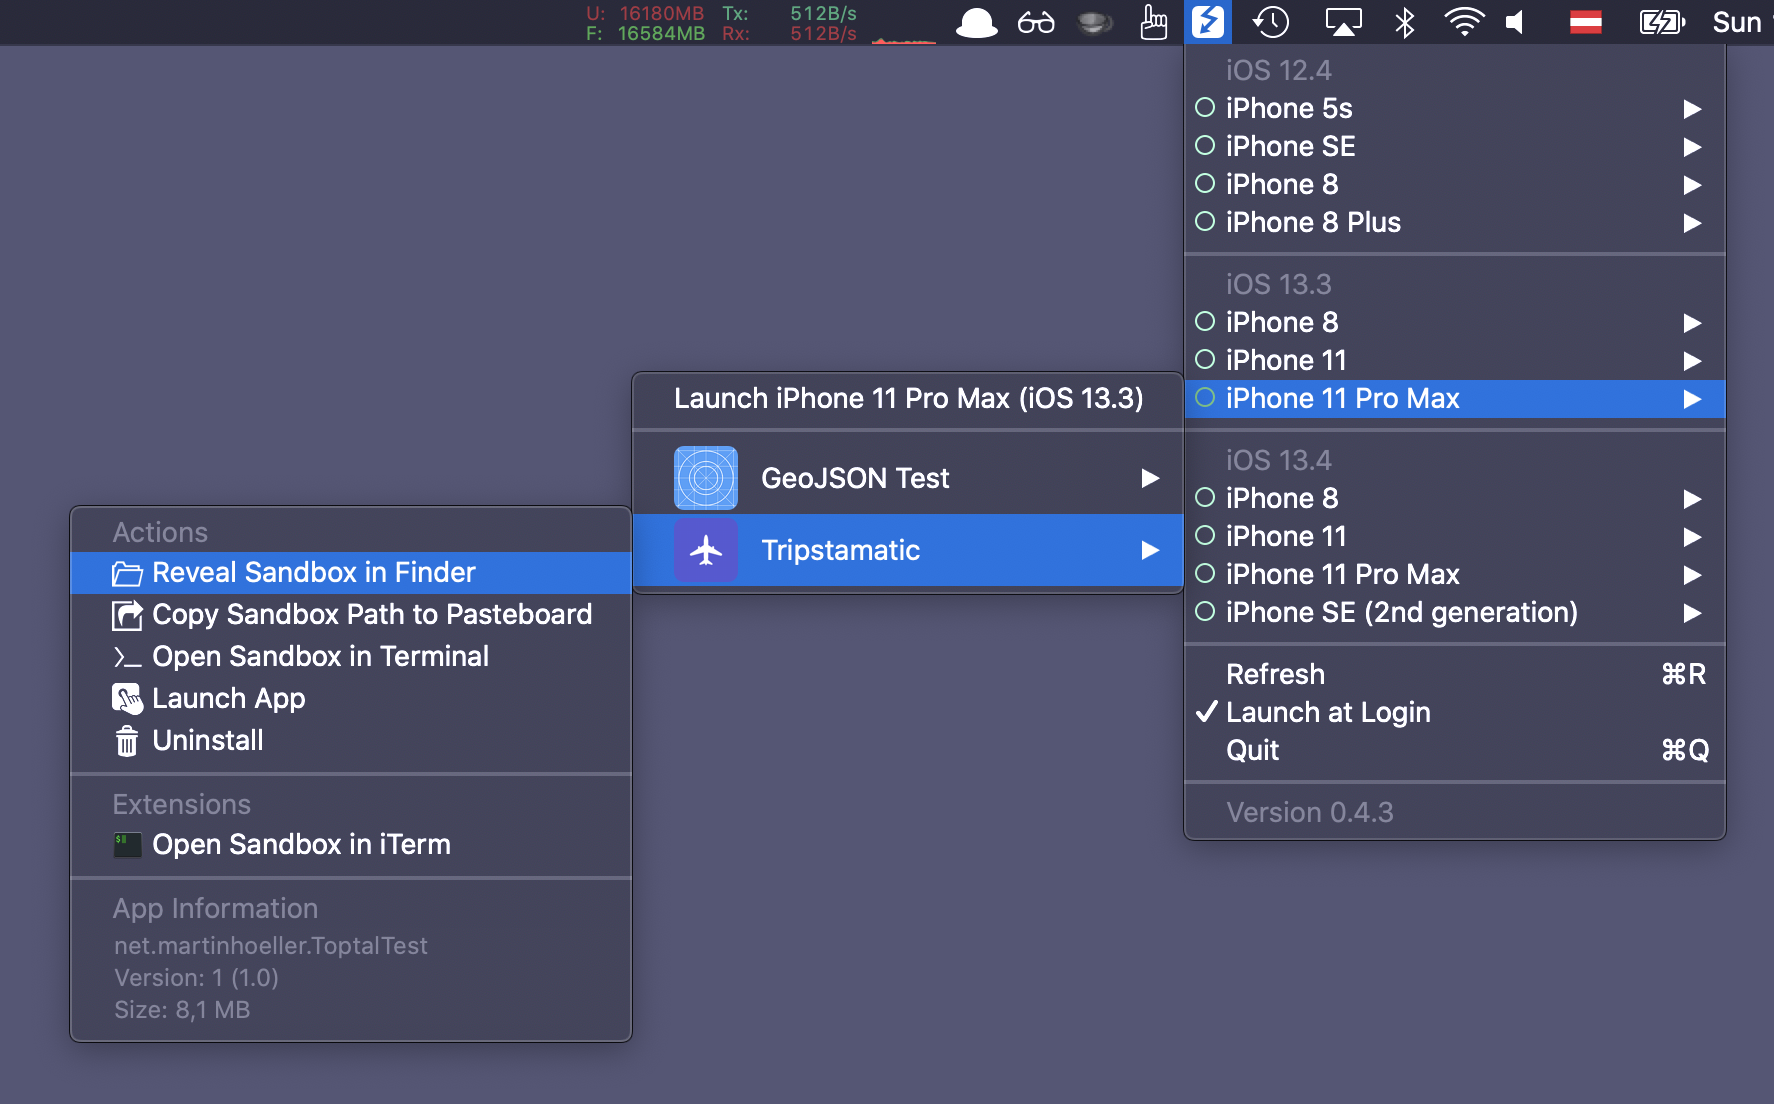 U: 16180MB Tx: 512B/s
F: 16584MB Rx: 512B/s
Sun
iOS 12.4
iPhone 5s
iPhone SE
iPhone 8
iPhone 8 Plus
iOS 13.3
iPhone 8
iPhone 11
iPhone 11 Pro Max
iOS 13.4
iPhone 8
iPhone 11
iPhone 11 Pro Max
iPhone SE (2nd generation)
Refresh ⌘R
Launch at Login
Quit ⌘Q
Version 0.4.3
Launch iPhone 11 Pro Max (iOS 13.3)
GeoJSON Test
Tripstamatic
Actions
Reveal Sandbox in Finder
Copy Sandbox Path to Pasteboard
Open Sandbox in Terminal
Launch App
Uninstall
Extensions
Open Sandbox in iTerm
App Information
net.martinhoeller.ToptalTest
Version: 1 (1.0)
Size: 8,1 MB